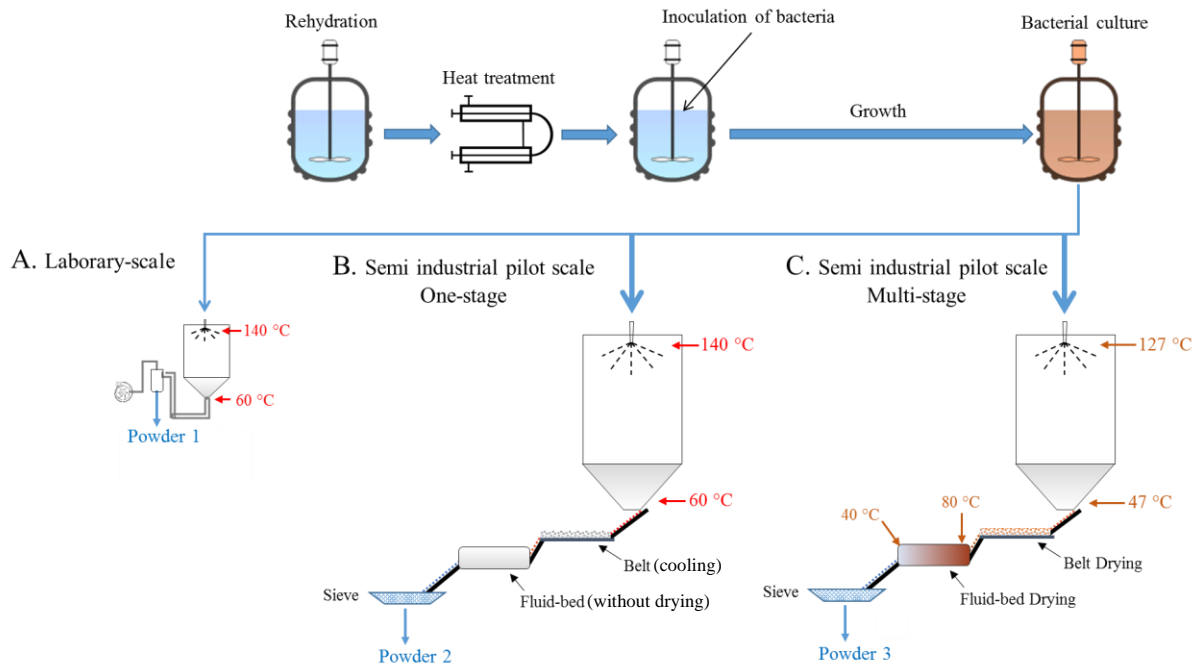 Rehydration
Heat treatment
Inoculation of bacteria
Growth
Bacterial culture
A. Laborary-scale
140 °C
60 °C
Powder 1
B. Semi industrial pilot scale
One-stage
140 °C
60 °C
Belt (cooling)
Fluid-bed (without drying)
Sieve
Powder 2
C. Semi industrial pilot scale
Multi-stage
127 °C
47 °C
80 °C
40 °C
Belt Drying
Fluid-bed Drying
Sieve
Powder 3